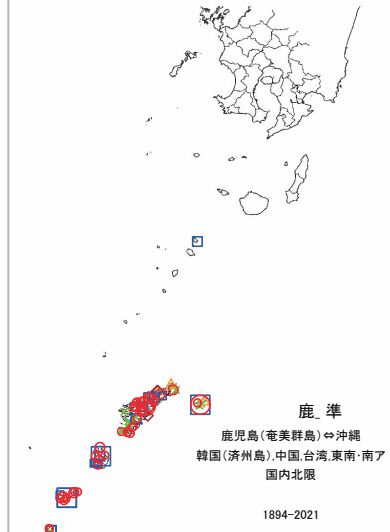 鹿_準
鹿児島(奄美群島)⇔沖縄
韓国(済州島),中国,台湾,東南･南ア
国内北限
1894-2021